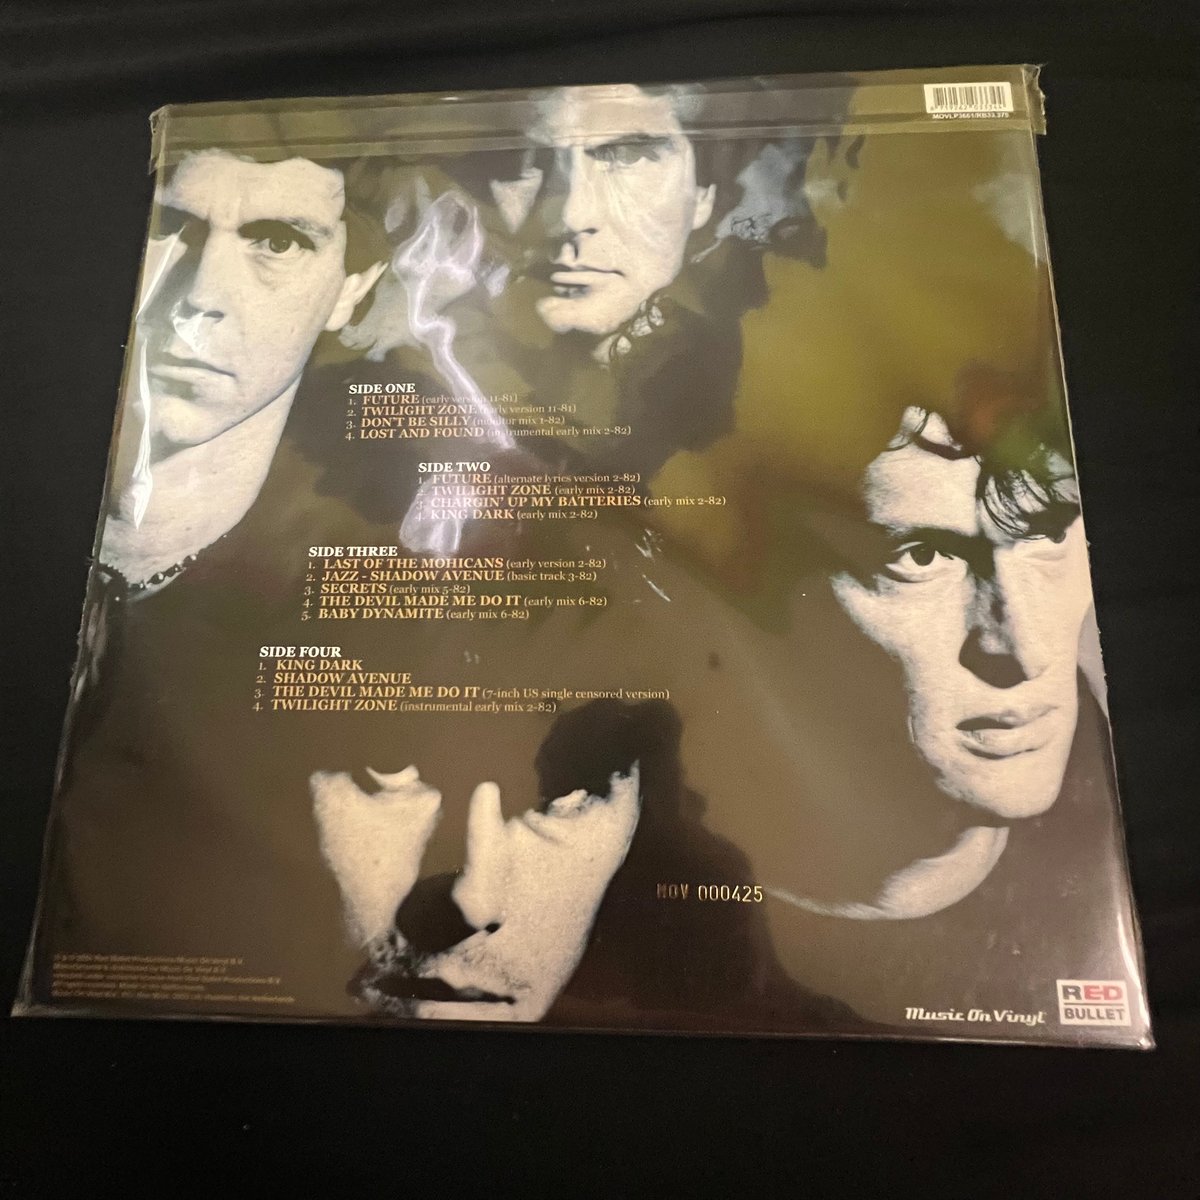 MOVLP3661/RB33.375
SIDE ONE
1. FUTURE (early version 11-81)
2. TWILIGHT ZONE (early version 11-81)
3. DON'T BE SILLY (monitor mix 1-82)
4. LOST AND FOUND (instrumental early mix 2-82)
SIDE TWO
1. FUTURE (alternate lyrics version 2-82)
2. TWILIGHT ZONE (early mix 2-82)
3. CHARGIN' UP MY BATTERIES (early mix 2-82)
4. KING DARK (early mix 2-82)
SIDE THREE
1. LAST OF THE MOHICANS (early version 2-82)
2. JAZZ - SHADOW AVENUE (basic track 3-82)
3. SECRETS (early mix 5-82)
4. THE DEVIL MADE ME DO IT (early mix 6-82)
5. BABY DYNAMITE (early mix 6-82)
SIDE FOUR
1. KING DARK
2. SHADOW AVENUE
3. THE DEVIL MADE ME DO IT (7-inch US single censored version)
4. TWILIGHT ZONE (instrumental early mix 2-82)
MOV 000425
Music On Vinyl
RED
BULLET